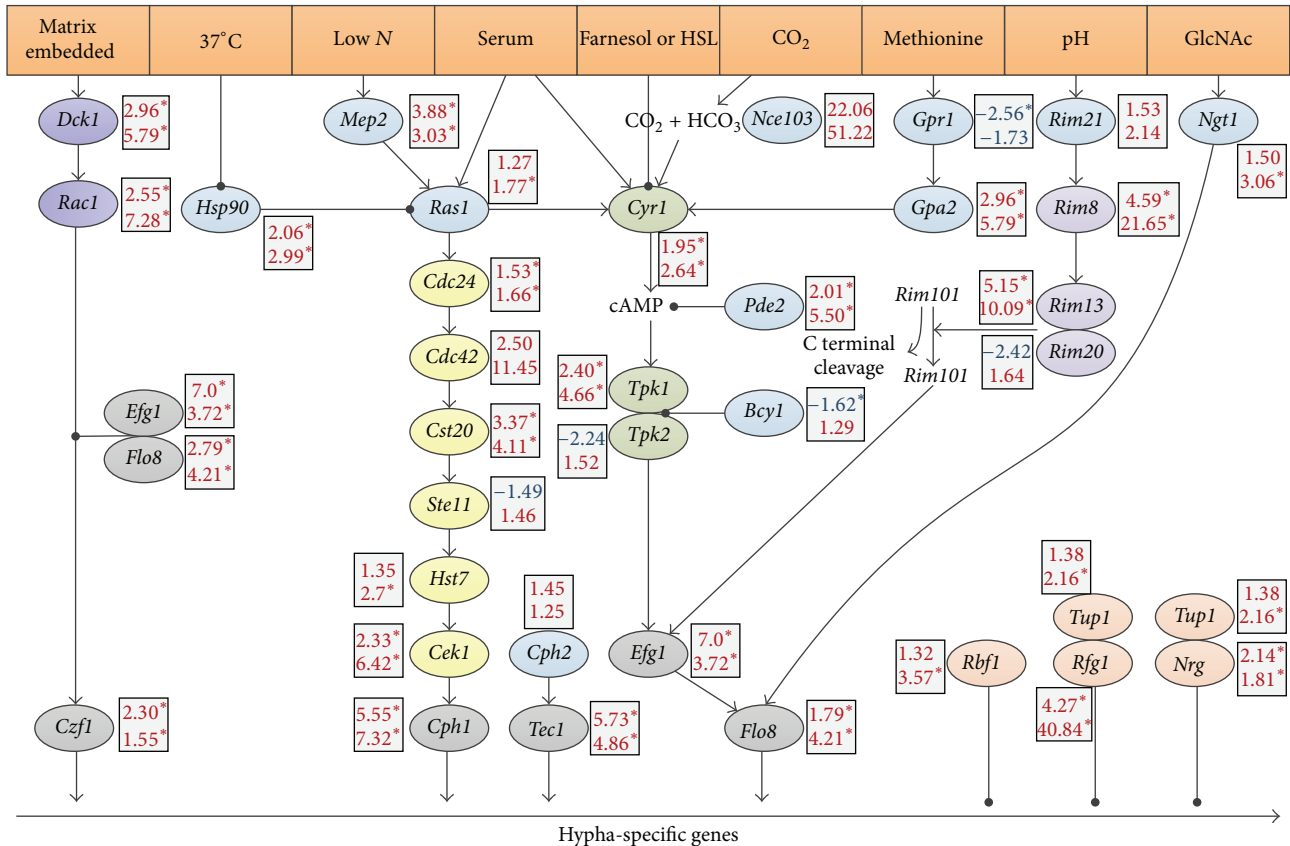 Matrix
embedded
37°C
Low N
Serum
Farnesol or HSL
CO₂
Methionine
pH
GlcNAc
Dck1
2.96*
5.79*
Mep2
3.88*
3.03*
CO₂ + HCO₃
Nce103
22.06
51.22
Gpr1
−2.56*
−1.73
Rim21
1.53
2.14
Ngt1
1.50
3.06*
Rac1
2.55*
7.28*
Hsp90
2.06*
2.99*
Ras1
1.27
1.77*
Cyr1
1.95*
2.64*
Gpa2
2.96*
5.79*
Rim8
4.59*
21.65*
Cdc24
1.53*
1.66*
cAMP
Pde2
2.01*
5.50*
Rim101
C terminal
cleavage
Rim101
5.15*
10.09*
Rim13
−2.42
1.64
Rim20
Cdc42
2.50
11.45
2.40*
4.66*
Tpk1
−2.24
1.52
Tpk2
Bcy1
−1.62*
1.29
Efg1
7.0*
3.72*
Flo8
2.79*
4.21*
Cst20
3.37*
4.11*
Ste11
−1.49
1.46
1.35
2.7*
Hst7
1.45
1.25
Cph2
2.33*
6.42*
Cek1
Efg1
7.0*
3.72*
1.32
3.57*
Rbf1
1.38
2.16*
Tup1
Rfg1
4.27*
40.84*
Tup1
1.38
2.16*
Nrg
2.14*
1.81*
Czf1
2.30*
1.55*
5.55*
7.32*
Cph1
Tec1
5.73*
4.86*
Flo8
1.79*
4.21*
Hypha-specific genes